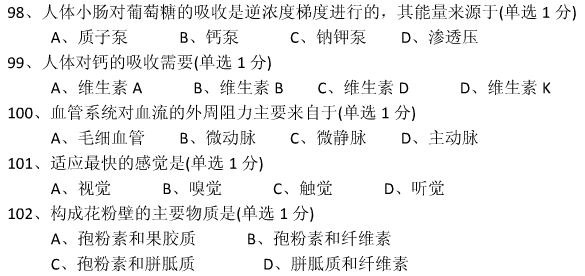 98、人体小肠对葡萄糖的吸收是逆浓度梯度进行的，其能量来源于(单选 1 分)
A、质子泵 B、钙泵 C、钠钾泵 D、渗透压
99、人体对钙的吸收需要(单选 1 分)
A、维生素 A B、维生素 B C、维生素 D D、维生素 K
100、血管系统对血流的外周阻力主要来自于(单选 1 分)
A、毛细血管 B、微动脉 C、微静脉 D、主动脉
101、适应最快的感觉是(单选 1 分)
A、视觉 B、嗅觉 C、触觉 D、听觉
102、构成花粉壁的主要物质是(单选 1 分)
A、孢粉素和果胶质 B、孢粉素和纤维素
C、孢粉素和胼胝质 D、胼胝质和纤维素